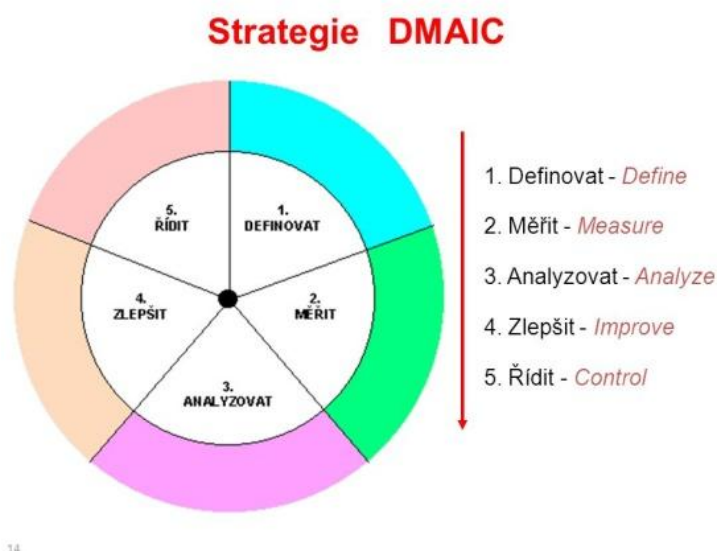 Strategie DMAIC
5.
ŘÍDIT
1.
DEFINOVAT
4.
ZLEPŠIT
2.
MĚŘIT
3.
ANALYZOVAT
1. Definovat - Define
2. Měřit - Measure
3. Analyzovat - Analyze
4. Zlepšit - Improve
5. Řídit - Control
14